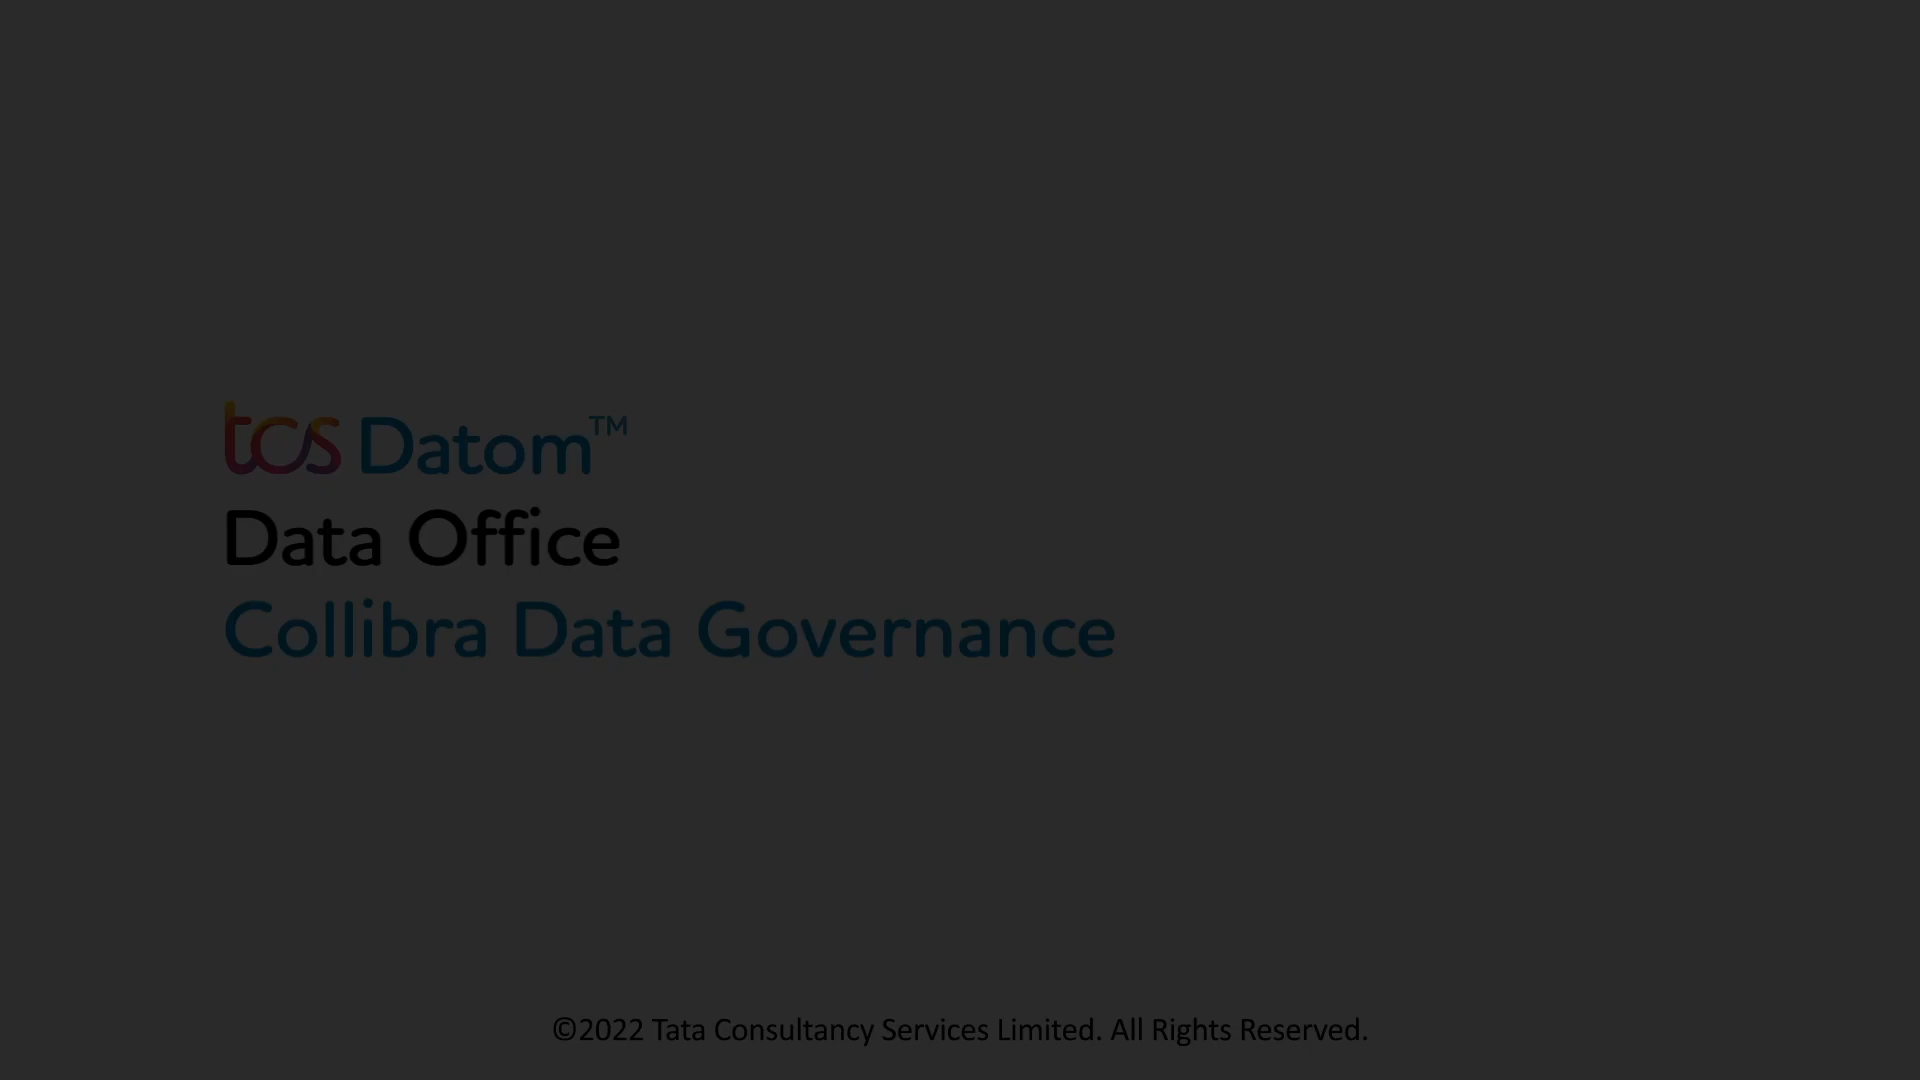 tcs Datom™
Data Office
Collibra Data Governance
©2022 Tata Consultancy Services Limited. All Rights Reserved.